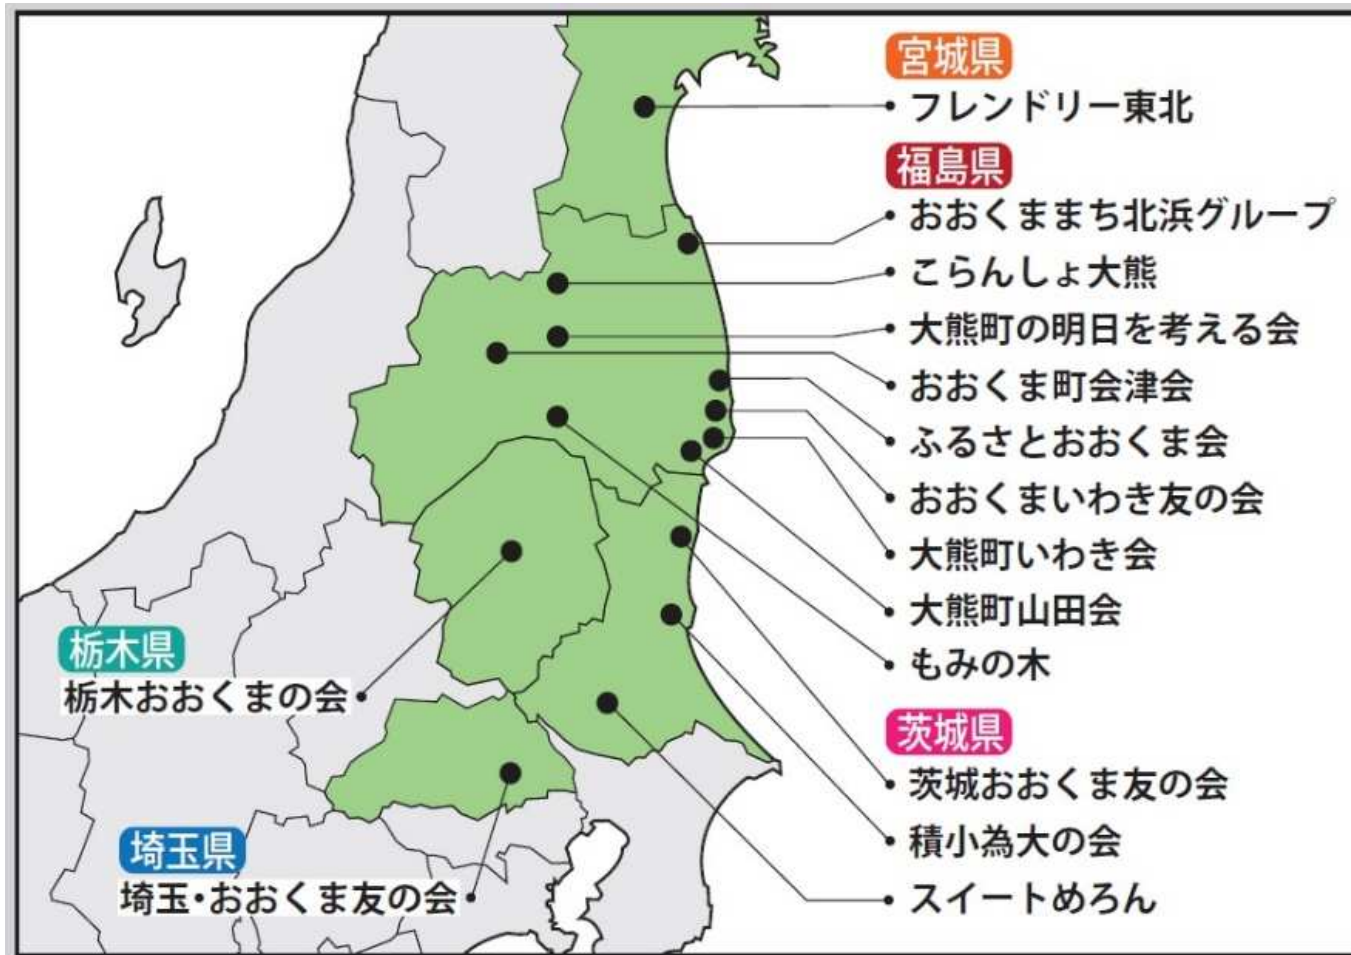 宮城県
フレンドリー東北
福島県
おおくままち北浜グループ
こらんしょ大熊
大熊町の明日を考える会
おおくま町会津会
ふるさとおおくま会
おおくまいわき友の会
大熊町いわき会
大熊町山田会
もみの木
栃木県
栃木おおくまの会
茨城県
茨城おおくま友の会
積小為大の会
スイートめろん
埼玉県
埼玉・おおくま友の会